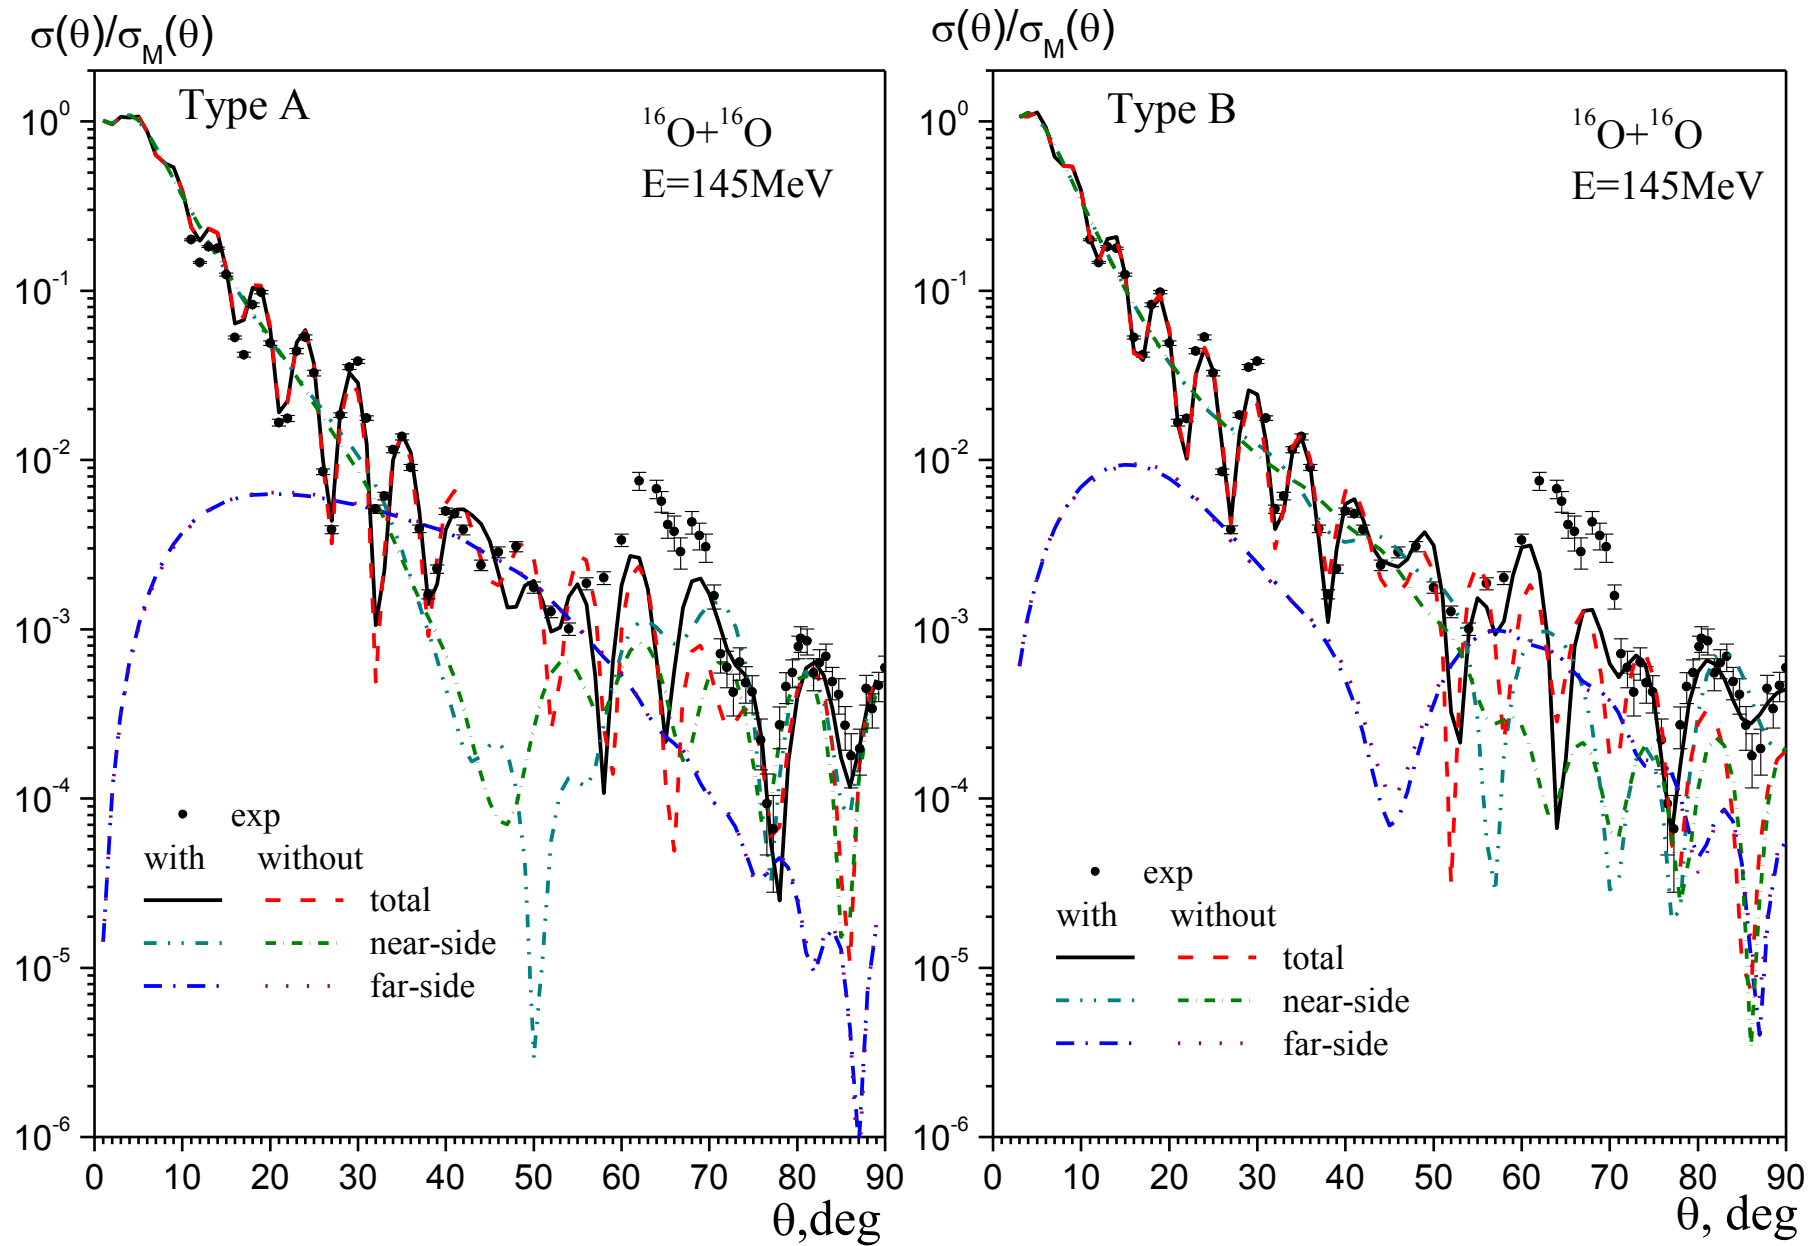 σ(θ)/σM(θ)
Type A
16O+16O
E=145MeV
10^0
10^-1
10^-2
10^-3
10^-4
10^-5
10^-6
exp
with without
total
near-side
far-side
0 10 20 30 40 50 60 70 80 90
θ,deg
σ(θ)/σM(θ)
Type B
16O+16O
E=145MeV
10^0
10^-1
10^-2
10^-3
10^-4
10^-5
10^-6
exp
with without
total
near-side
far-side
0 10 20 30 40 50 60 70 80 90
θ, deg